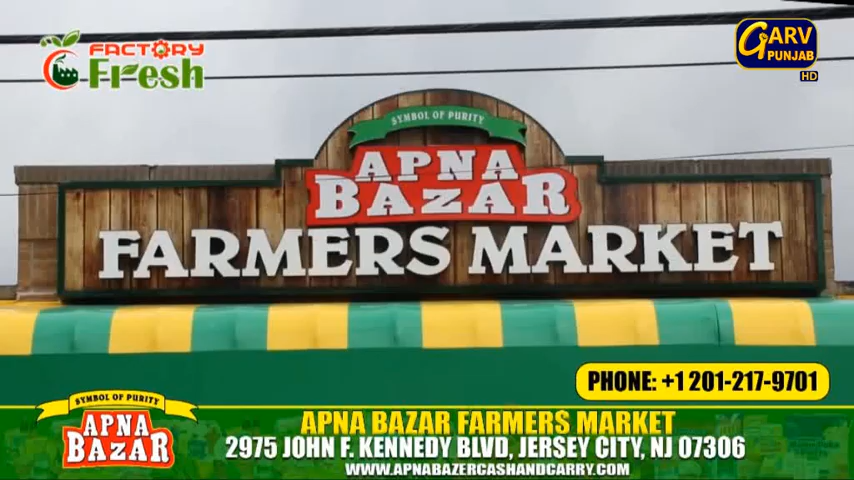 FACTORY
FresH
GARV
PUNJAB
HD
SYMBOL OF PURITY
APNA
BAZAR
FARMERS MARKET
PHONE: +1 201-217-9701
SYMBOL OF PURITY
APNA
BAZAR
APNA BAZAR FARMERS MARKET
2975 JOHN F. KENNEDY BLVD, JERSEY CITY, NJ 07306
WWW.APNABAZERCASHANDCARRY.COM